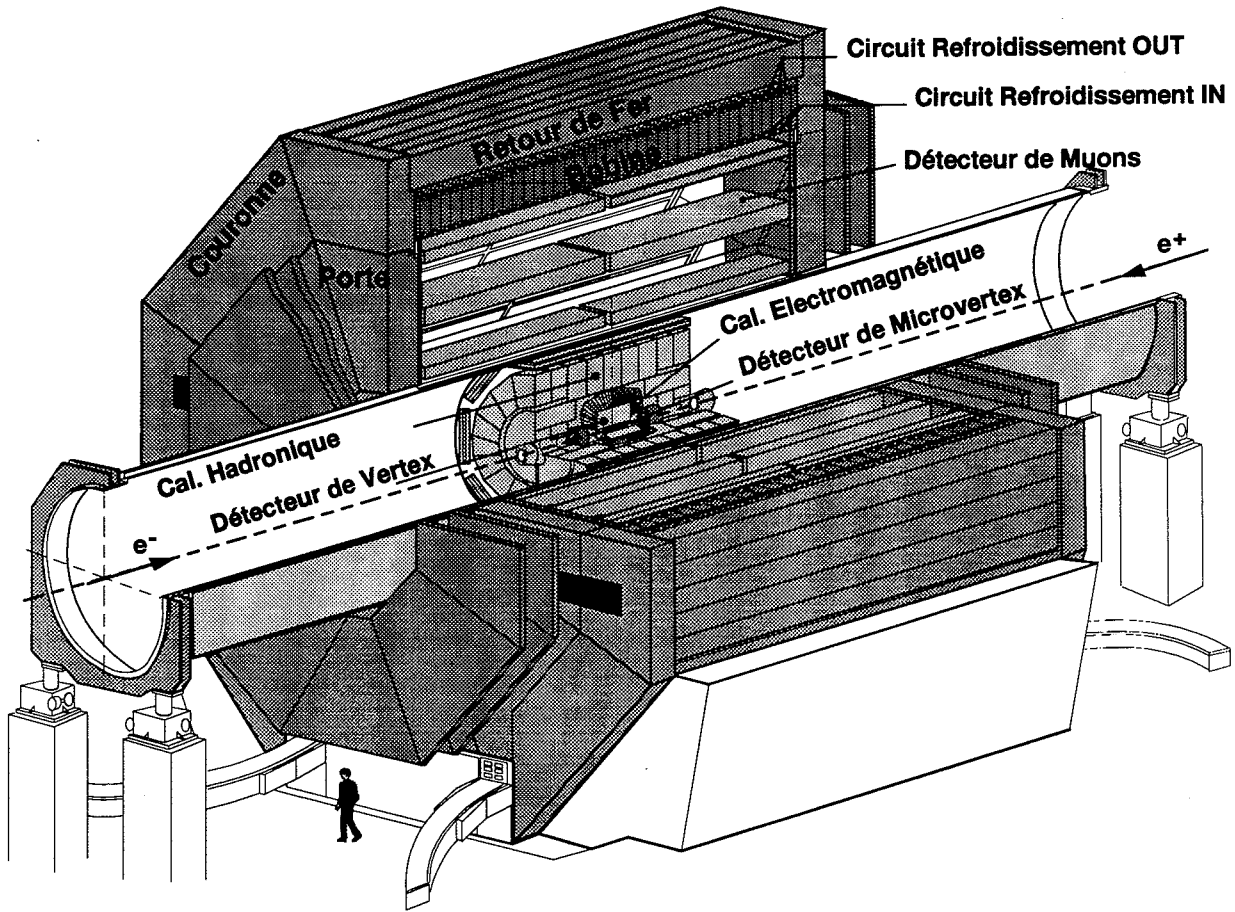 Circuit Refroidissement OUT
Circuit Refroidissement IN
Retour de Fer
Bobine
Détecteur de Muons
Couronne
Porte
e+
Cal. Electromagnétique
Détecteur de Microvertex
Cal. Hadronique
Détecteur de Vertex
e-